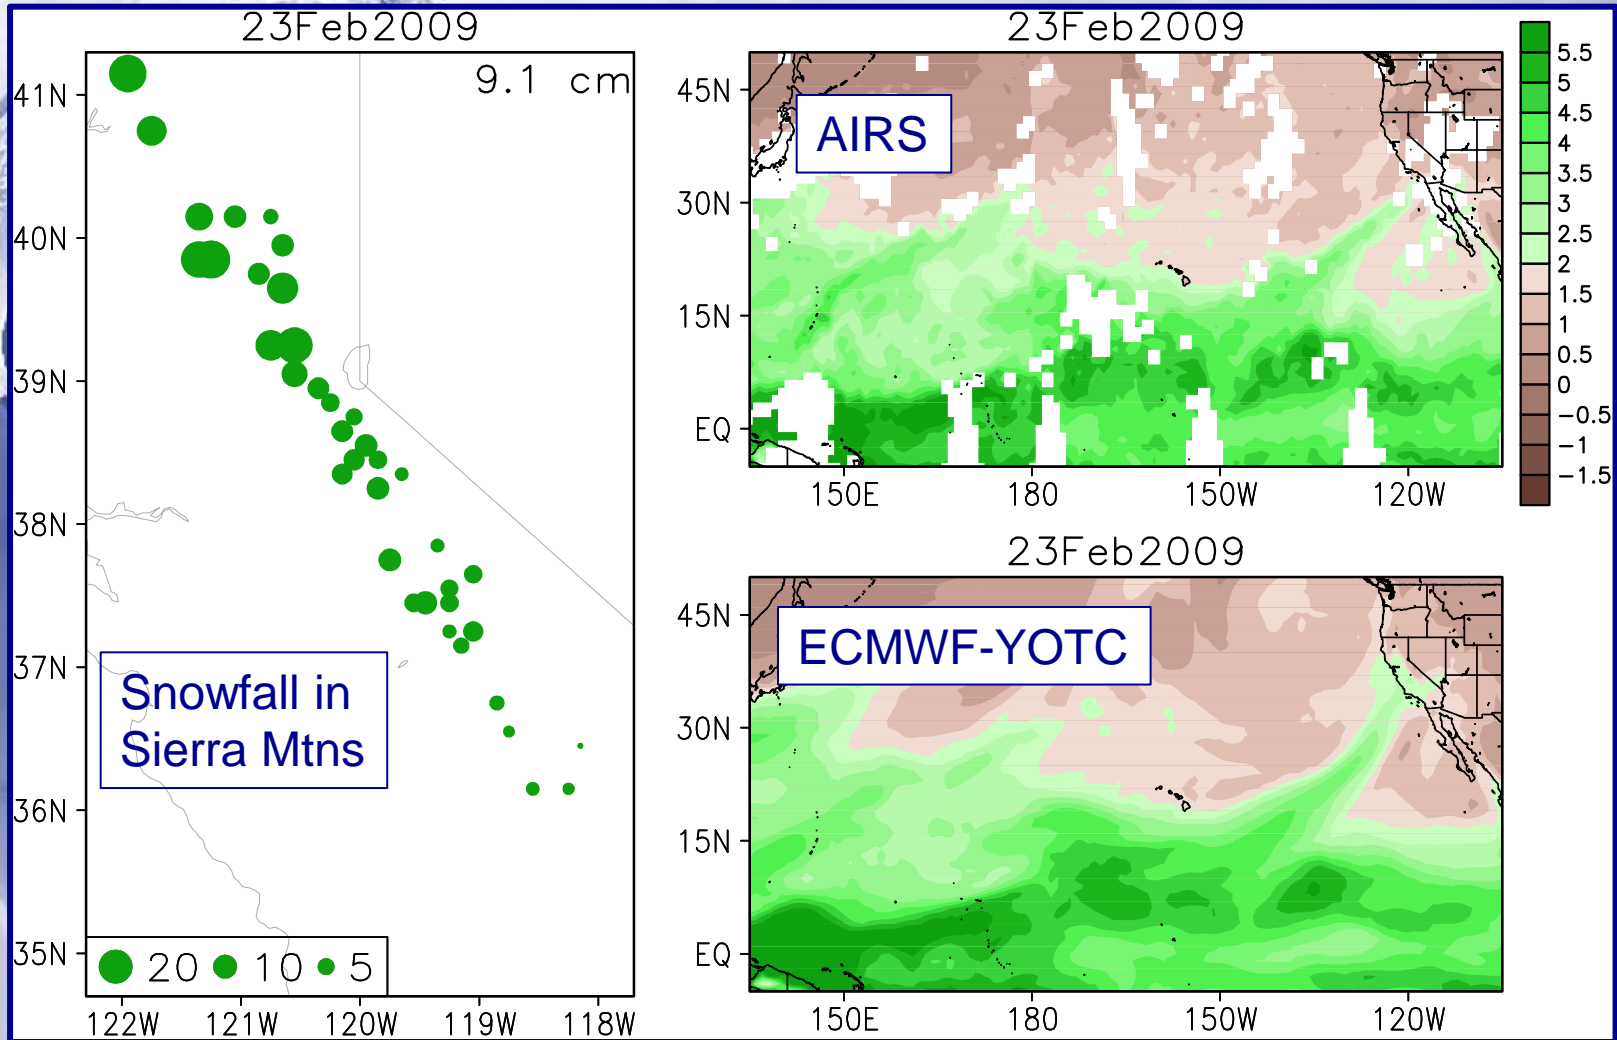 23Feb2009
9.1 cm
41N
40N
39N
38N
37N
36N
35N
Snowfall in
Sierra Mtns
20 10 5
122W 121W 120W 119W 118W
23Feb2009
AIRS
45N
30N
15N
EQ
150E 180 150W 120W
5.5
5
4.5
4
3.5
3
2.5
2
1.5
1
0.5
0
−0.5
−1
−1.5
23Feb2009
ECMWF-YOTC
45N
30N
15N
EQ
150E 180 150W 120W